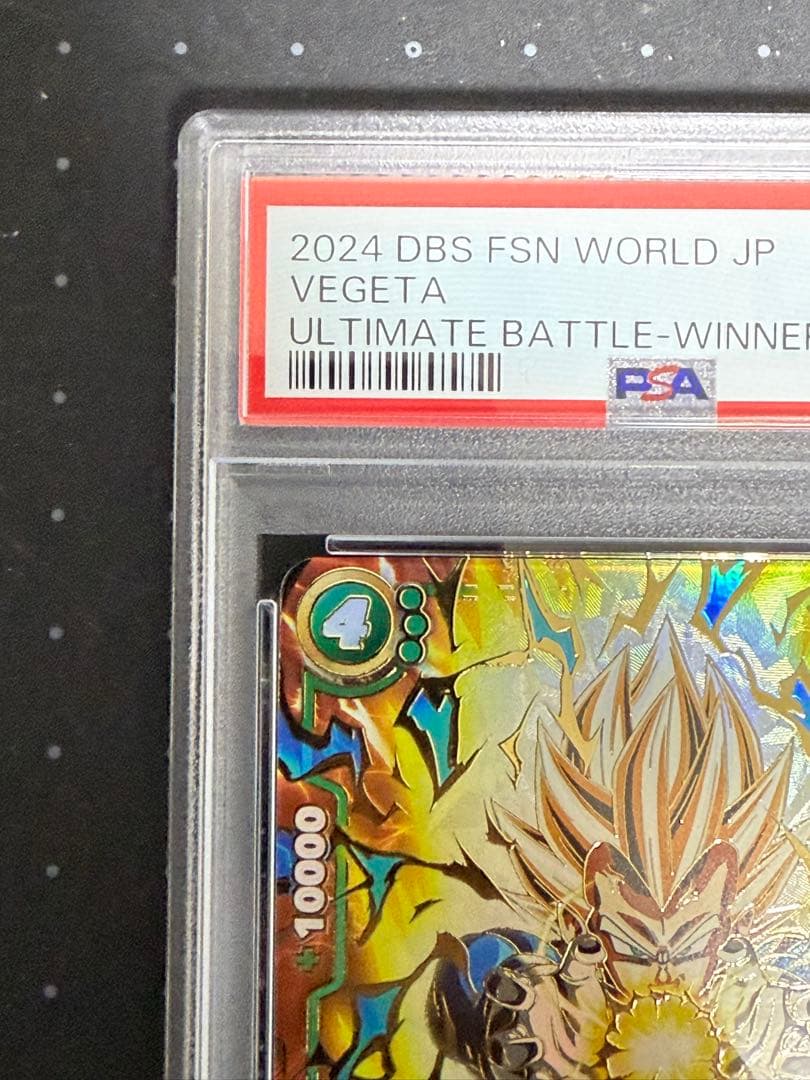 2024 DBS FSN WORLD JP
VEGETA
ULTIMATE BATTLE-WINNER
PSA
4
+10000